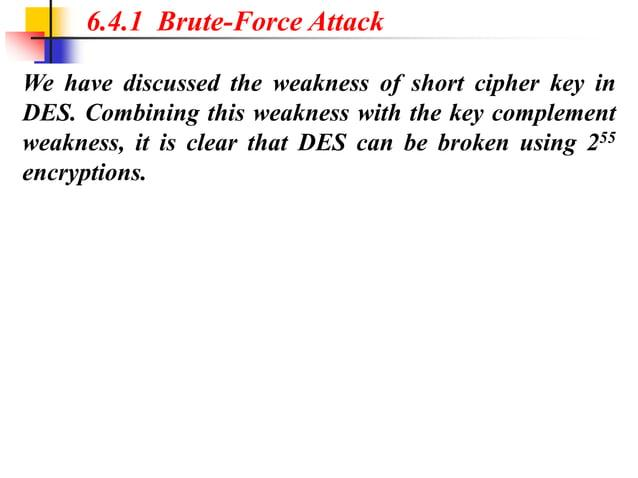 6.4.1 Brute-Force Attack
We have discussed the weakness of short cipher key in
DES. Combining this weakness with the key complement
weakness, it is clear that DES can be broken using 2⁵⁵
encryptions.